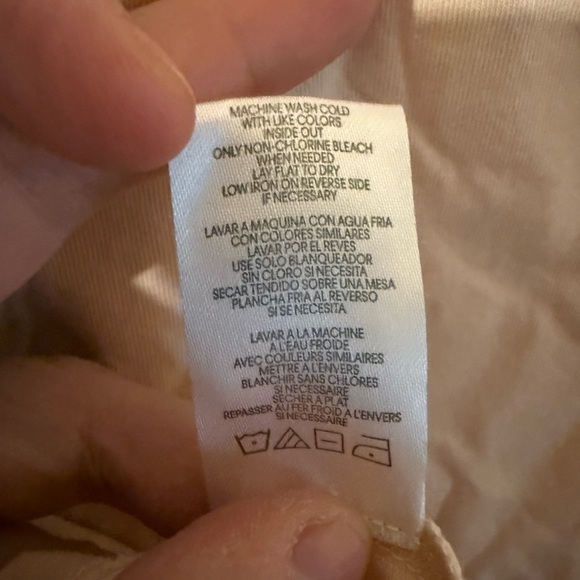 MACHINE WASH COLD
WITH LIKE COLORS
INSIDE OUT
ONLY NON-CHLORINE BLEACH
WHEN NEEDED
LAY FLAT TO DRY
LOW IRON ON REVERSE SIDE
IF NECESSARY
LAVAR A MAQUINA CON AGUA FRIA
CON COLORES SIMILARES
LAVAR POR EL REVES
USE SOLO BLANQUEADOR
SIN CLORO SI NECESITA
SECAR TENDIDO SOBRE UNA MESA
PLANCHA FRIA AL REVERSO
SI SE NECESITA
LAVER A LA MACHINE
A L'EAU FROIDE
AVEC COULEURS SIMILAIRES
METTRE A L'ENVERS
BLANCHIR SANS CHLORES
SI NECESSAIRE
SECHER A PLAT
REPASSER AU FER FROID A L'ENVERS
SI NECESSAIRE